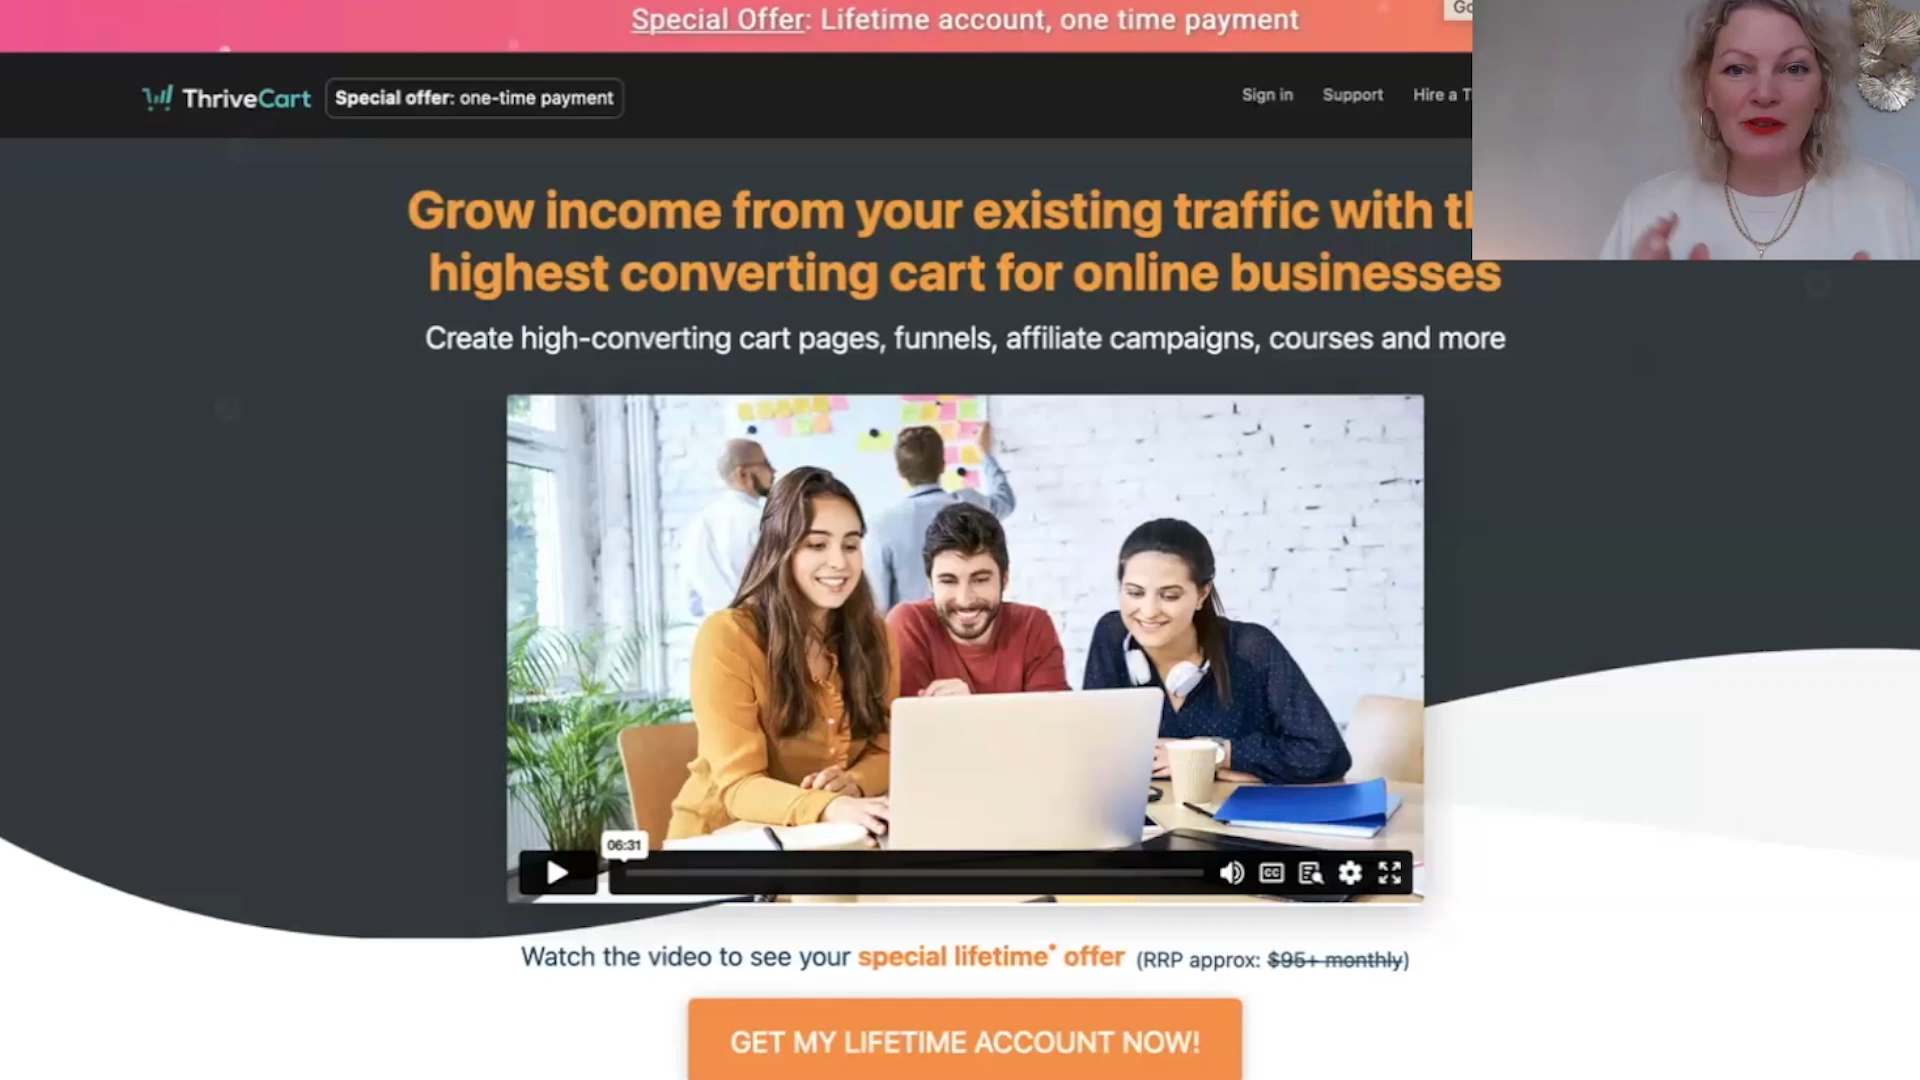 Special Offer: Lifetime account, one time payment
ThriveCart
Special offer: one-time payment
Sign in
Support
Hire a
Grow income from your existing traffic with
highest converting cart for online businesses
Create high-converting cart pages, funnels, affiliate campaigns, courses and more
06:31
CC
Watch the video to see your special lifetime* offer (RRP approx: $95+ monthly)
GET MY LIFETIME ACCOUNT NOW!